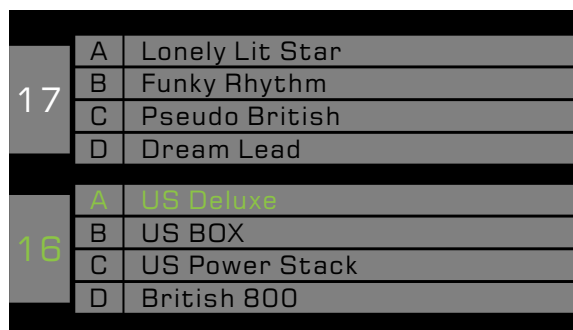 17
A Lonely Lit Star
B Funky Rhythm
C Pseudo British
D Dream Lead
16
A US Deluxe
B US BOX
C US Power Stack
D British 800